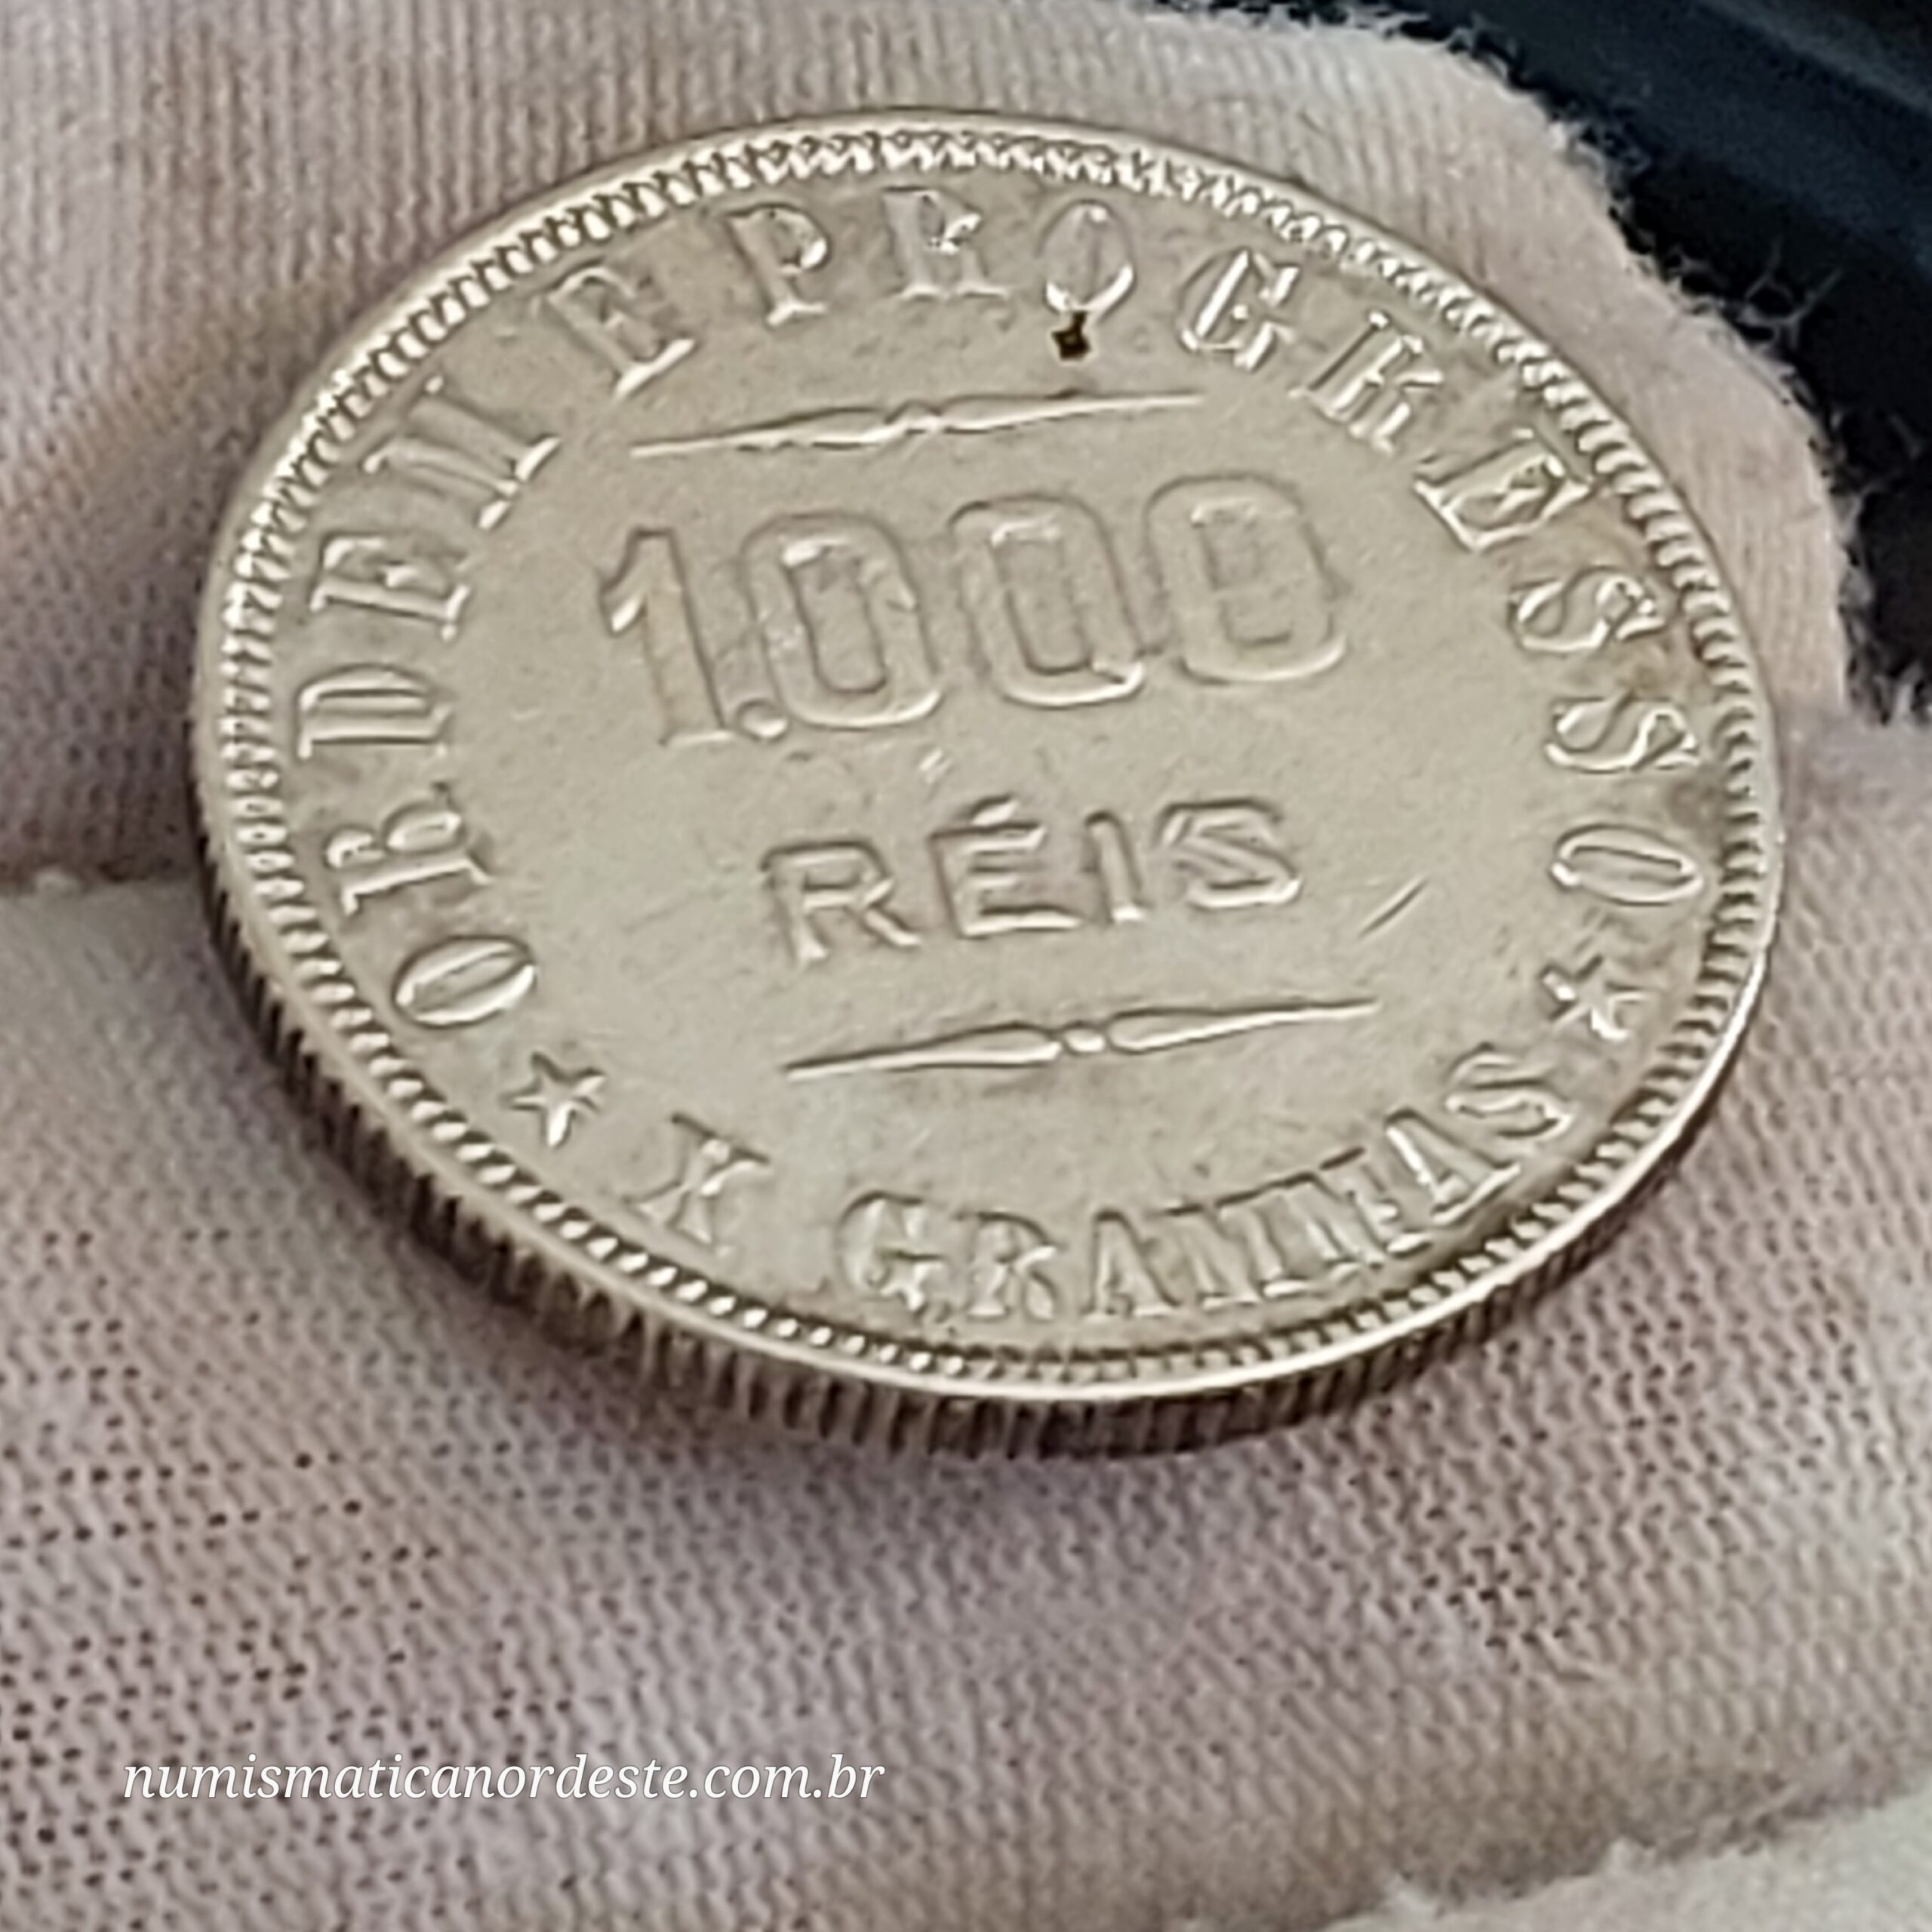 ORDEM E PROGRESSO
1.000
RÉIS
★ X GRAMMAS ★
numismaticanordeste.com.br